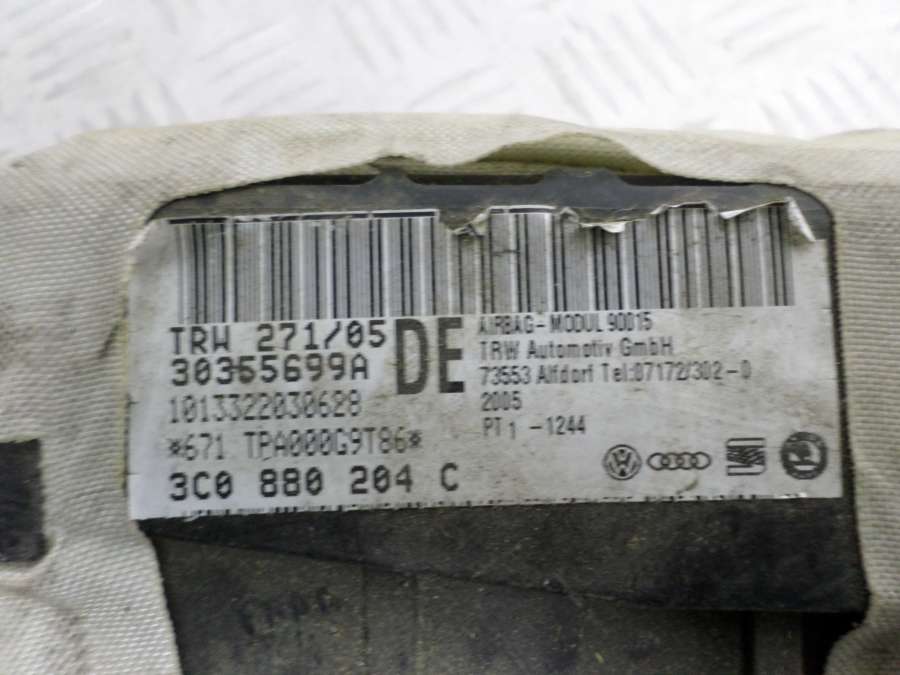 TRW 271/05
30355699A
DE
1013322030628
*671 TPA000G9T86*
3C0 880 204 C
AIRBAG-MODUL 90015
TRW Automotiv GmbH
73553 Alfdorf Tel:07172/302-0
2005
PT1 -1244